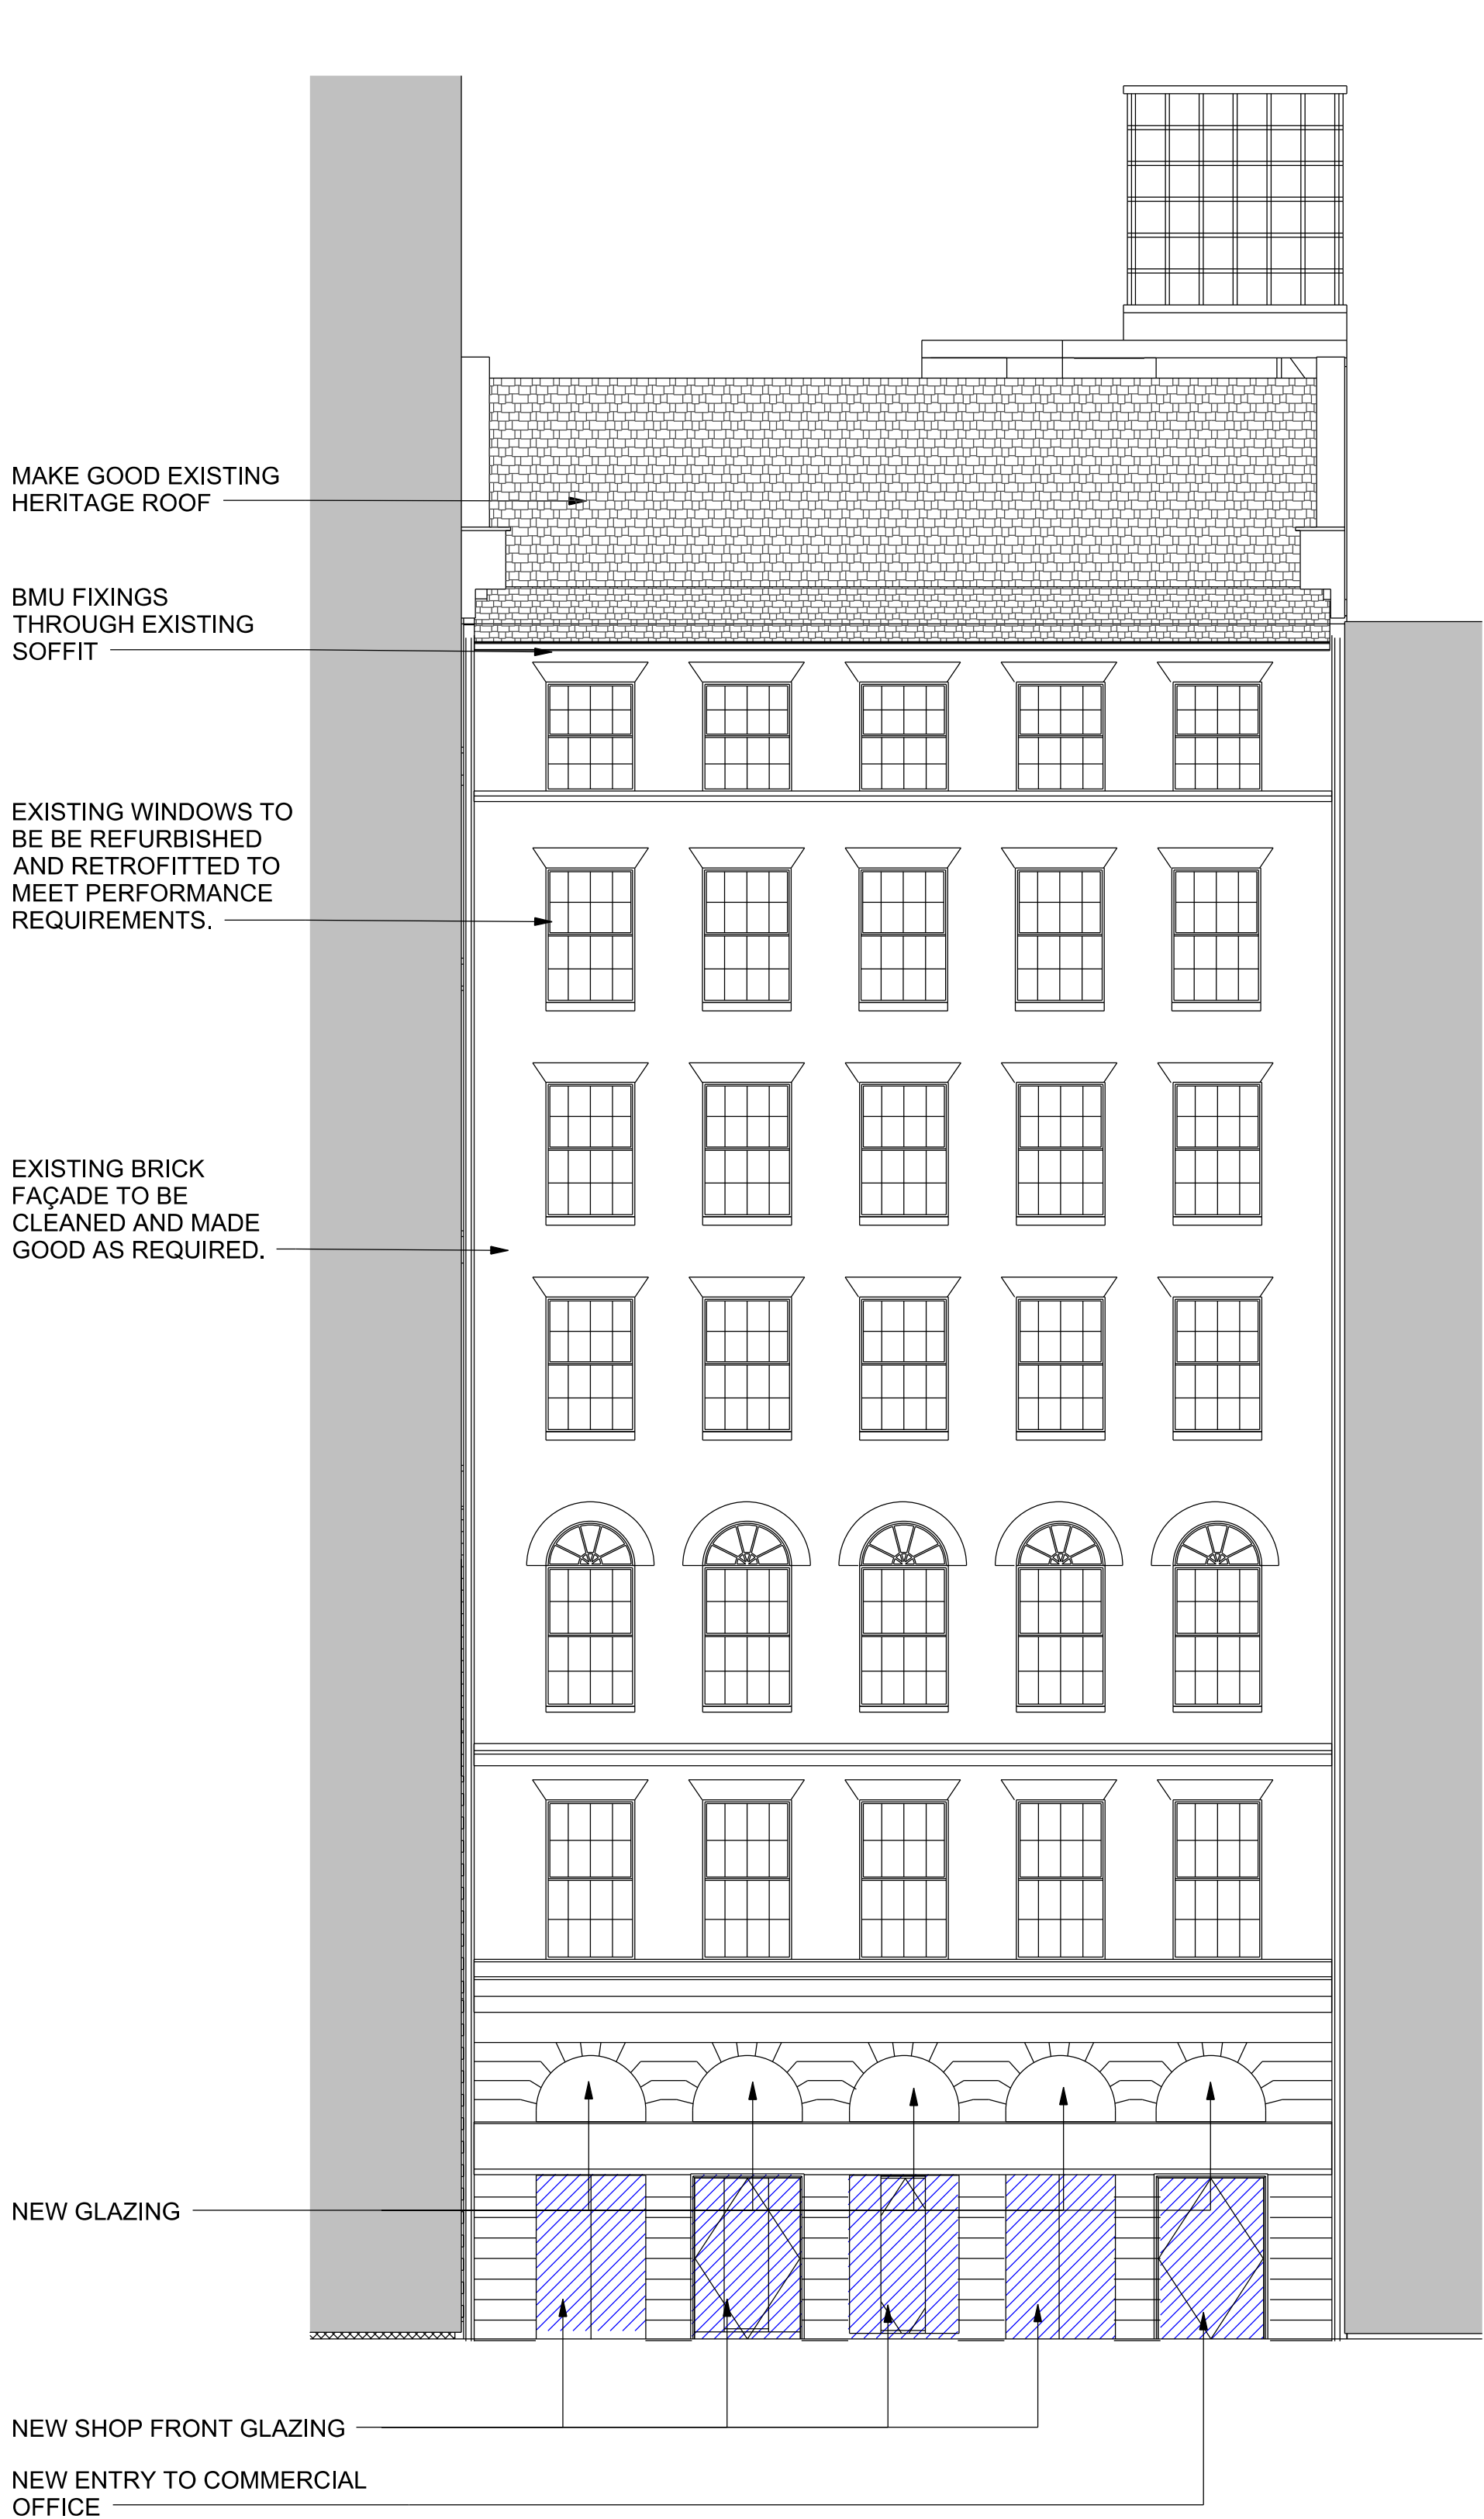 MAKE GOOD EXISTING
HERITAGE ROOF
BMU FIXINGS
THROUGH EXISTING
SOFFIT
EXISTING WINDOWS TO
BE BE REFURBISHED
AND RETROFITTED TO
MEET PERFORMANCE
REQUIREMENTS.
EXISTING BRICK
FAÇADE TO BE
CLEANED AND MADE
GOOD AS REQUIRED.
NEW GLAZING
NEW SHOP FRONT GLAZING
NEW ENTRY TO COMMERCIAL
OFFICE